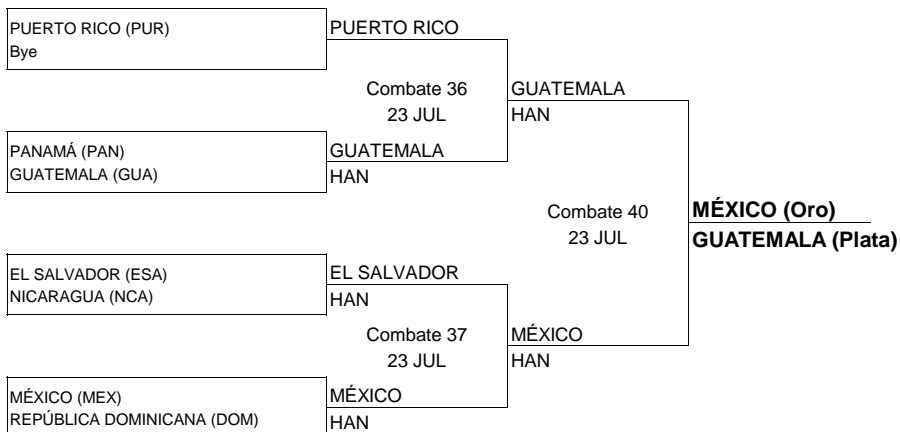 PUERTO RICO (PUR)
Bye
PUERTO RICO
Combate 36
23 JUL
GUATEMALA
HAN
PANAMÁ (PAN)
GUATEMALA (GUA)
GUATEMALA
HAN
Combate 40
23 JUL
MÉXICO (Oro)
GUATEMALA (Plata)
EL SALVADOR (ESA)
NICARAGUA (NCA)
EL SALVADOR
HAN
Combate 37
23 JUL
MÉXICO
HAN
MÉXICO (MEX)
REPÚBLICA DOMINICANA (DOM)
MÉXICO
HAN